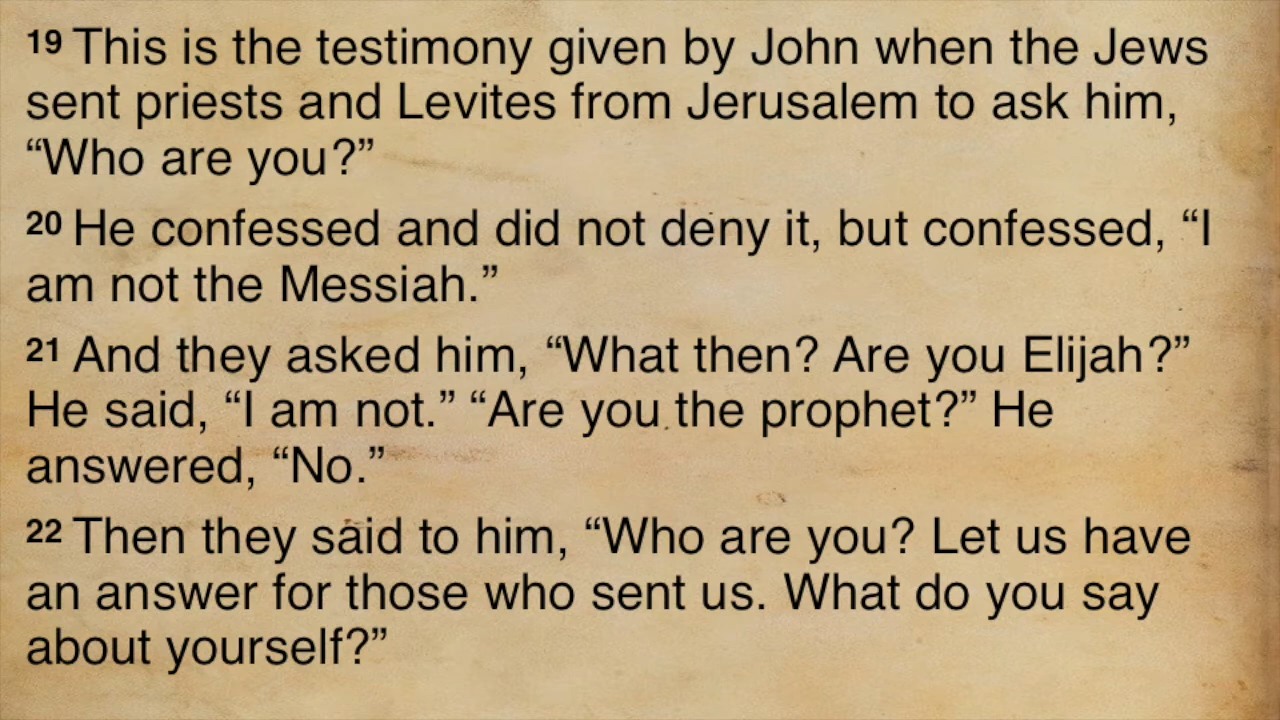 19 This is the testimony given by John when the Jews
sent priests and Levites from Jerusalem to ask him,
“Who are you?”
20 He confessed and did not deny it, but confessed, “I
am not the Messiah.”
21 And they asked him, “What then? Are you Elijah?”
He said, “I am not.” “Are you the prophet?” He
answered, “No.”
22 Then they said to him, “Who are you? Let us have
an answer for those who sent us. What do you say
about yourself?”